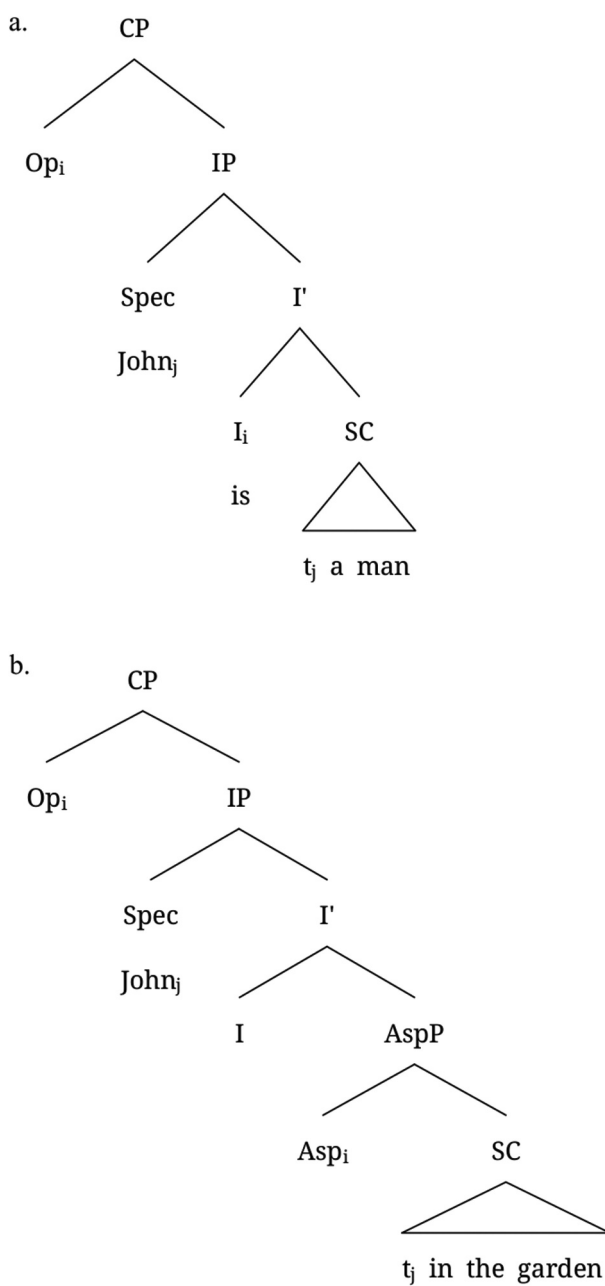 a.
CP
Opᵢ IP
Spec I'
Johnⱼ
Iᵢ SC
is
tⱼ a man
b.
CP
Opᵢ IP
Spec I'
Johnⱼ
I AspP
Aspᵢ SC
tⱼ in the garden